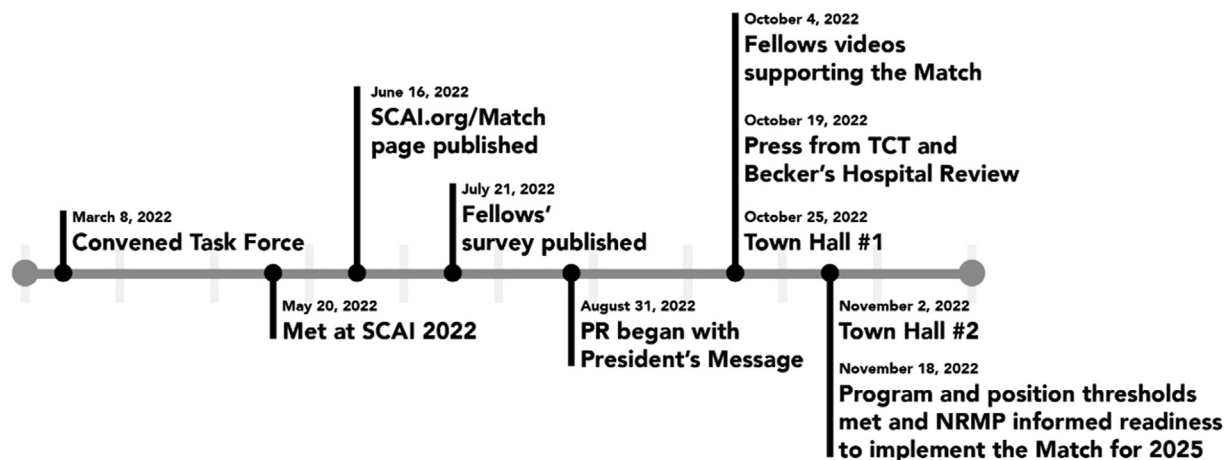 March 8, 2022
Convened Task Force
May 20, 2022
Met at SCAI 2022
June 16, 2022
SCAI.org/Match
page published
July 21, 2022
Fellows’
survey published
August 31, 2022
PR began with
President’s Message
October 4, 2022
Fellows videos
supporting the Match
October 19, 2022
Press from TCT and
Becker’s Hospital Review
October 25, 2022
Town Hall #1
November 2, 2022
Town Hall #2
November 18, 2022
Program and position thresholds
met and NRMP informed readiness
to implement the Match for 2025